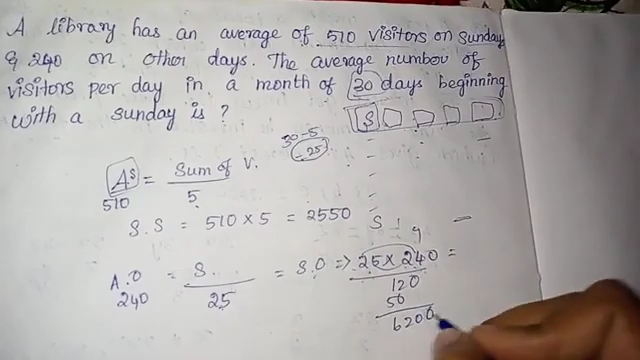 A library has an average of 510 visitors on Sunday
& 240 on other days. The average number of
visitors per day in a month of 30 days beginning
with a Sunday is ?
S
30-5
=25
Aˢ = Sum of V.
510 5
S.S = 510 × 5 = 2550
A.O = S. = S.O => 25 × 240 =
240 25
120
50
6200